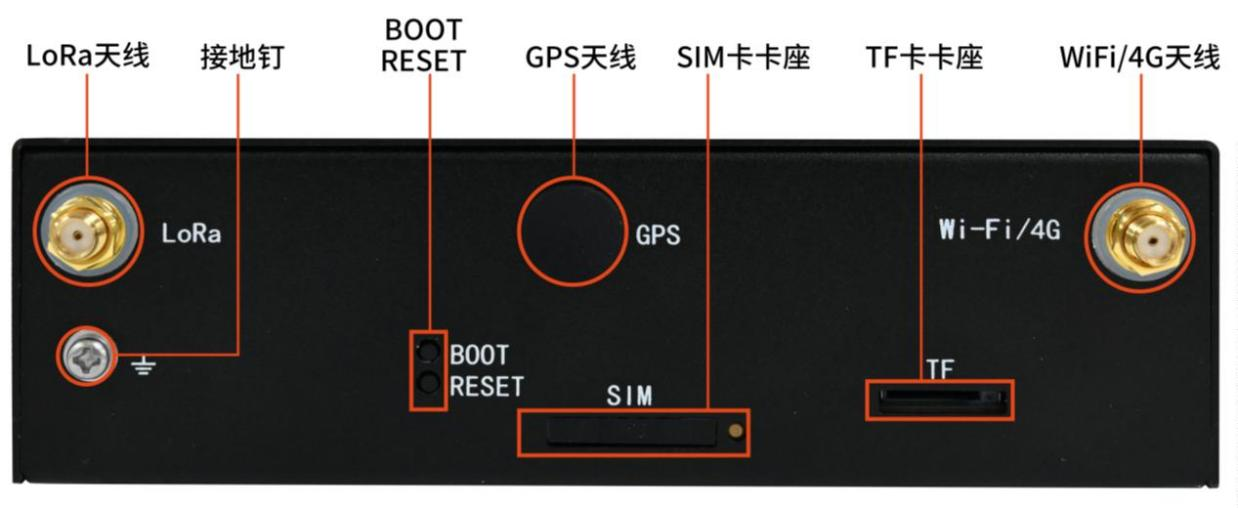 LoRa天线
接地钉
BOOT
RESET
GPS天线
SIM卡卡座
TF卡卡座
WiFi/4G天线
LoRa
GPS
Wi-Fi/4G
BOOT
RESET
SIM
TF